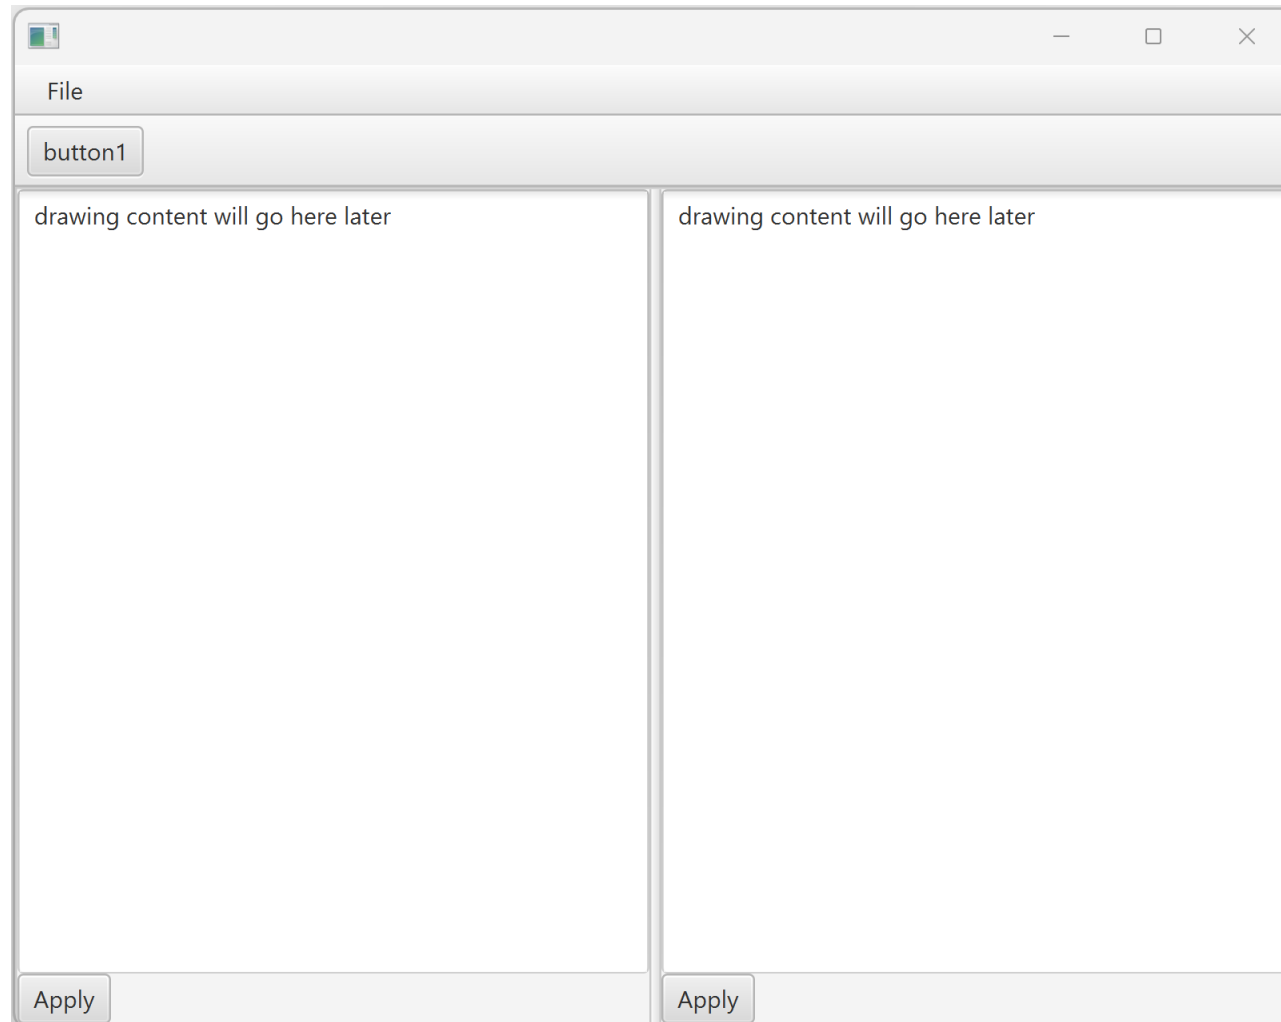 File
button1
drawing content will go here later
drawing content will go here later
Apply
Apply